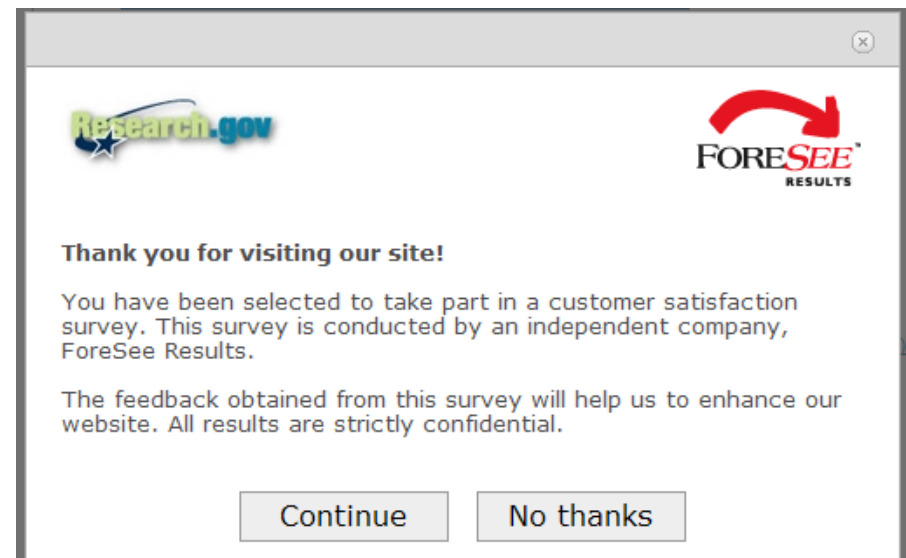 Research.gov
FORESEE™
RESULTS
Thank you for visiting our site!
You have been selected to take part in a customer satisfaction
survey. This survey is conducted by an independent company,
ForeSee Results.
The feedback obtained from this survey will help us to enhance our
website. All results are strictly confidential.
Continue
No thanks